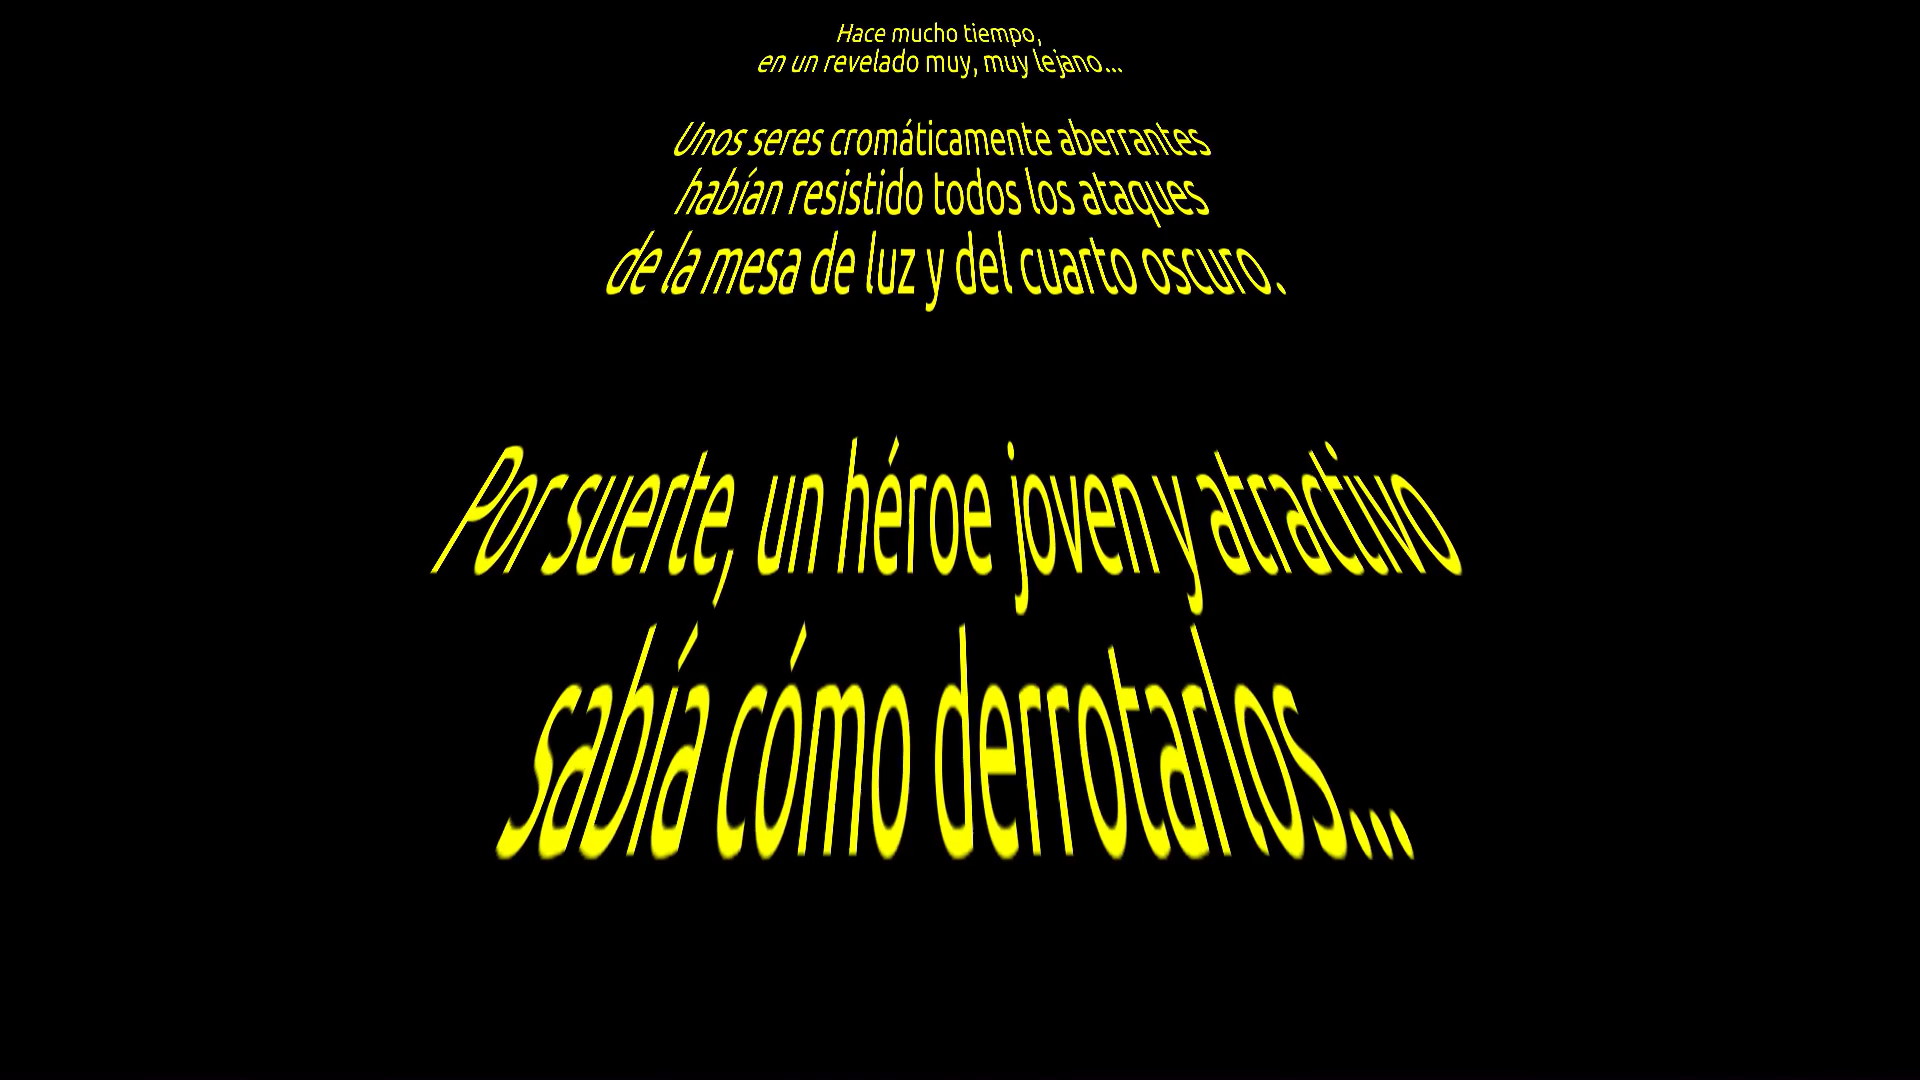 Hace mucho tiempo,
en un revelado muy, muy lejano...
Unos seres cromáticamente aberrantes
habían resistido todos los ataques
de la mesa de luz y del cuarto oscuro.
Por suerte, un héroe joven y atractivo
sabía cómo derrotarlos...